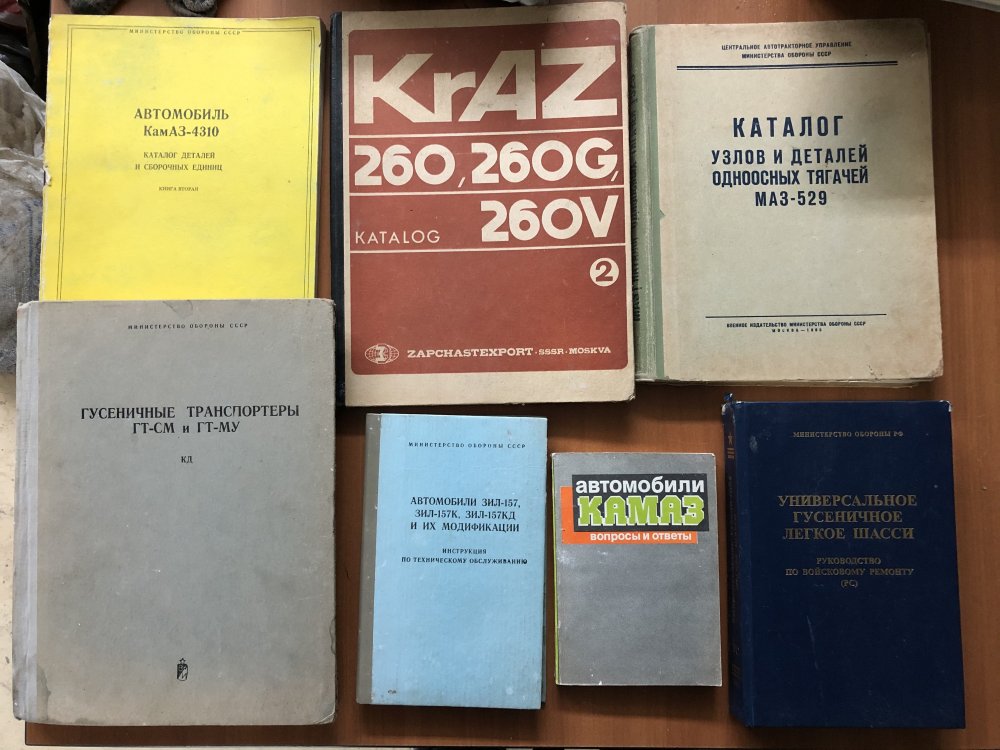 МИНИСТЕРСТВО ОБОРОНЫ СССР
АВТОМОБИЛЬ
КамАЗ-4310
КАТАЛОГ ДЕТАЛЕЙ
И СБОРОЧНЫХ ЕДИНИЦ
КНИГА ВТОРАЯ
KrAZ
260, 260G,
260V
KATALOG
2
ZAPCHASTEXPORT · SSSR · MOSKVA
ЦЕНТРАЛЬНОЕ АВТОТРАКТОРНОЕ УПРАВЛЕНИЕ
МИНИСТЕРСТВА ОБОРОНЫ СССР
КАТАЛОГ
УЗЛОВ И ДЕТАЛЕЙ
ОДНООСНЫХ ТЯГАЧЕЙ
МАЗ-529
ВОЕННОЕ ИЗДАТЕЛЬСТВО МИНИСТЕРСТВА ОБОРОНЫ СССР
МОСКВА—
МИНИСТЕРСТВО ОБОРОНЫ СССР
ГУСЕНИЧНЫЕ ТРАНСПОРТЕРЫ
ГТ-СМ и ГТ-МУ
КД
МИНИСТЕРСТВО ОБОРОНЫ СССР
АВТОМОБИЛИ ЗИЛ-157,
ЗИЛ-157К, ЗИЛ-157КД
И ИХ МОДИФИКАЦИИ
ИНСТРУКЦИЯ
ПО ТЕХНИЧЕСКОМУ ОБСЛУЖИВАНИЮ
автомобили
КАМАЗ
вопросы и ответы
МИНИСТЕРСТВО ОБОРОНЫ РФ
УНИВЕРСАЛЬНОЕ
ГУСЕНИЧНОЕ
ЛЕГКОЕ ШАССИ
РУКОВОДСТВО
ПО ВОЙСКОВОМУ РЕМОНТУ
(РС)